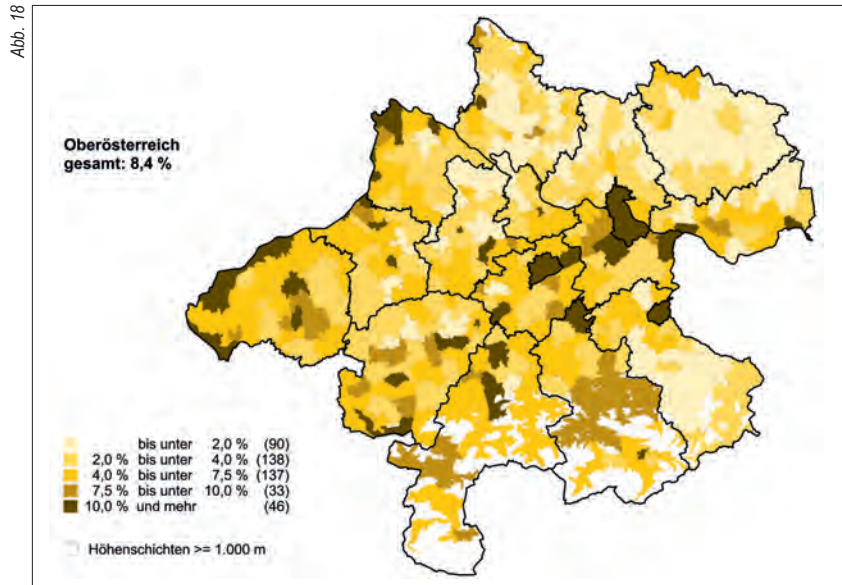 Abb. 18
Oberösterreich
gesamt: 8,4 %
bis unter 2,0 % (90)
2,0 % bis unter 4,0 % (138)
4,0 % bis unter 7,5 % (137)
7,5 % bis unter 10,0 % (33)
10,0 % und mehr (46)
Höhenschichten >= 1.000 m